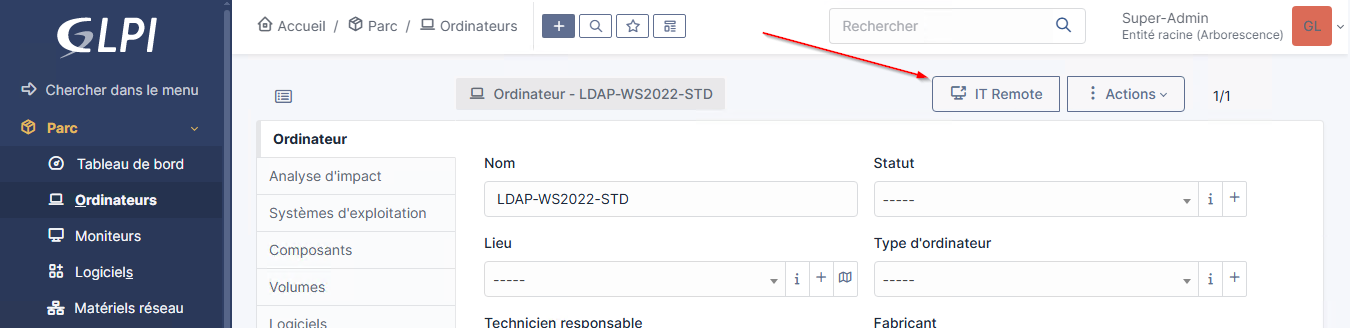 GLPI
Chercher dans le menu
Parc
Tableau de bord
Ordinateurs
Moniteurs
Logiciels
Matériels réseau
Accueil / Parc / Ordinateurs
Rechercher
Super-Admin
Entité racine (Arborescence)
GL
Ordinateur - LDAP-WS2022-STD
IT Remote
Actions
1/1
Ordinateur
Analyse d'impact
Systèmes d'exploitation
Composants
Volumes
Logiciels
Nom
LDAP-WS2022-STD
Statut
-----
Lieu
-----
Type d'ordinateur
-----
Technicien responsable
Fabricant